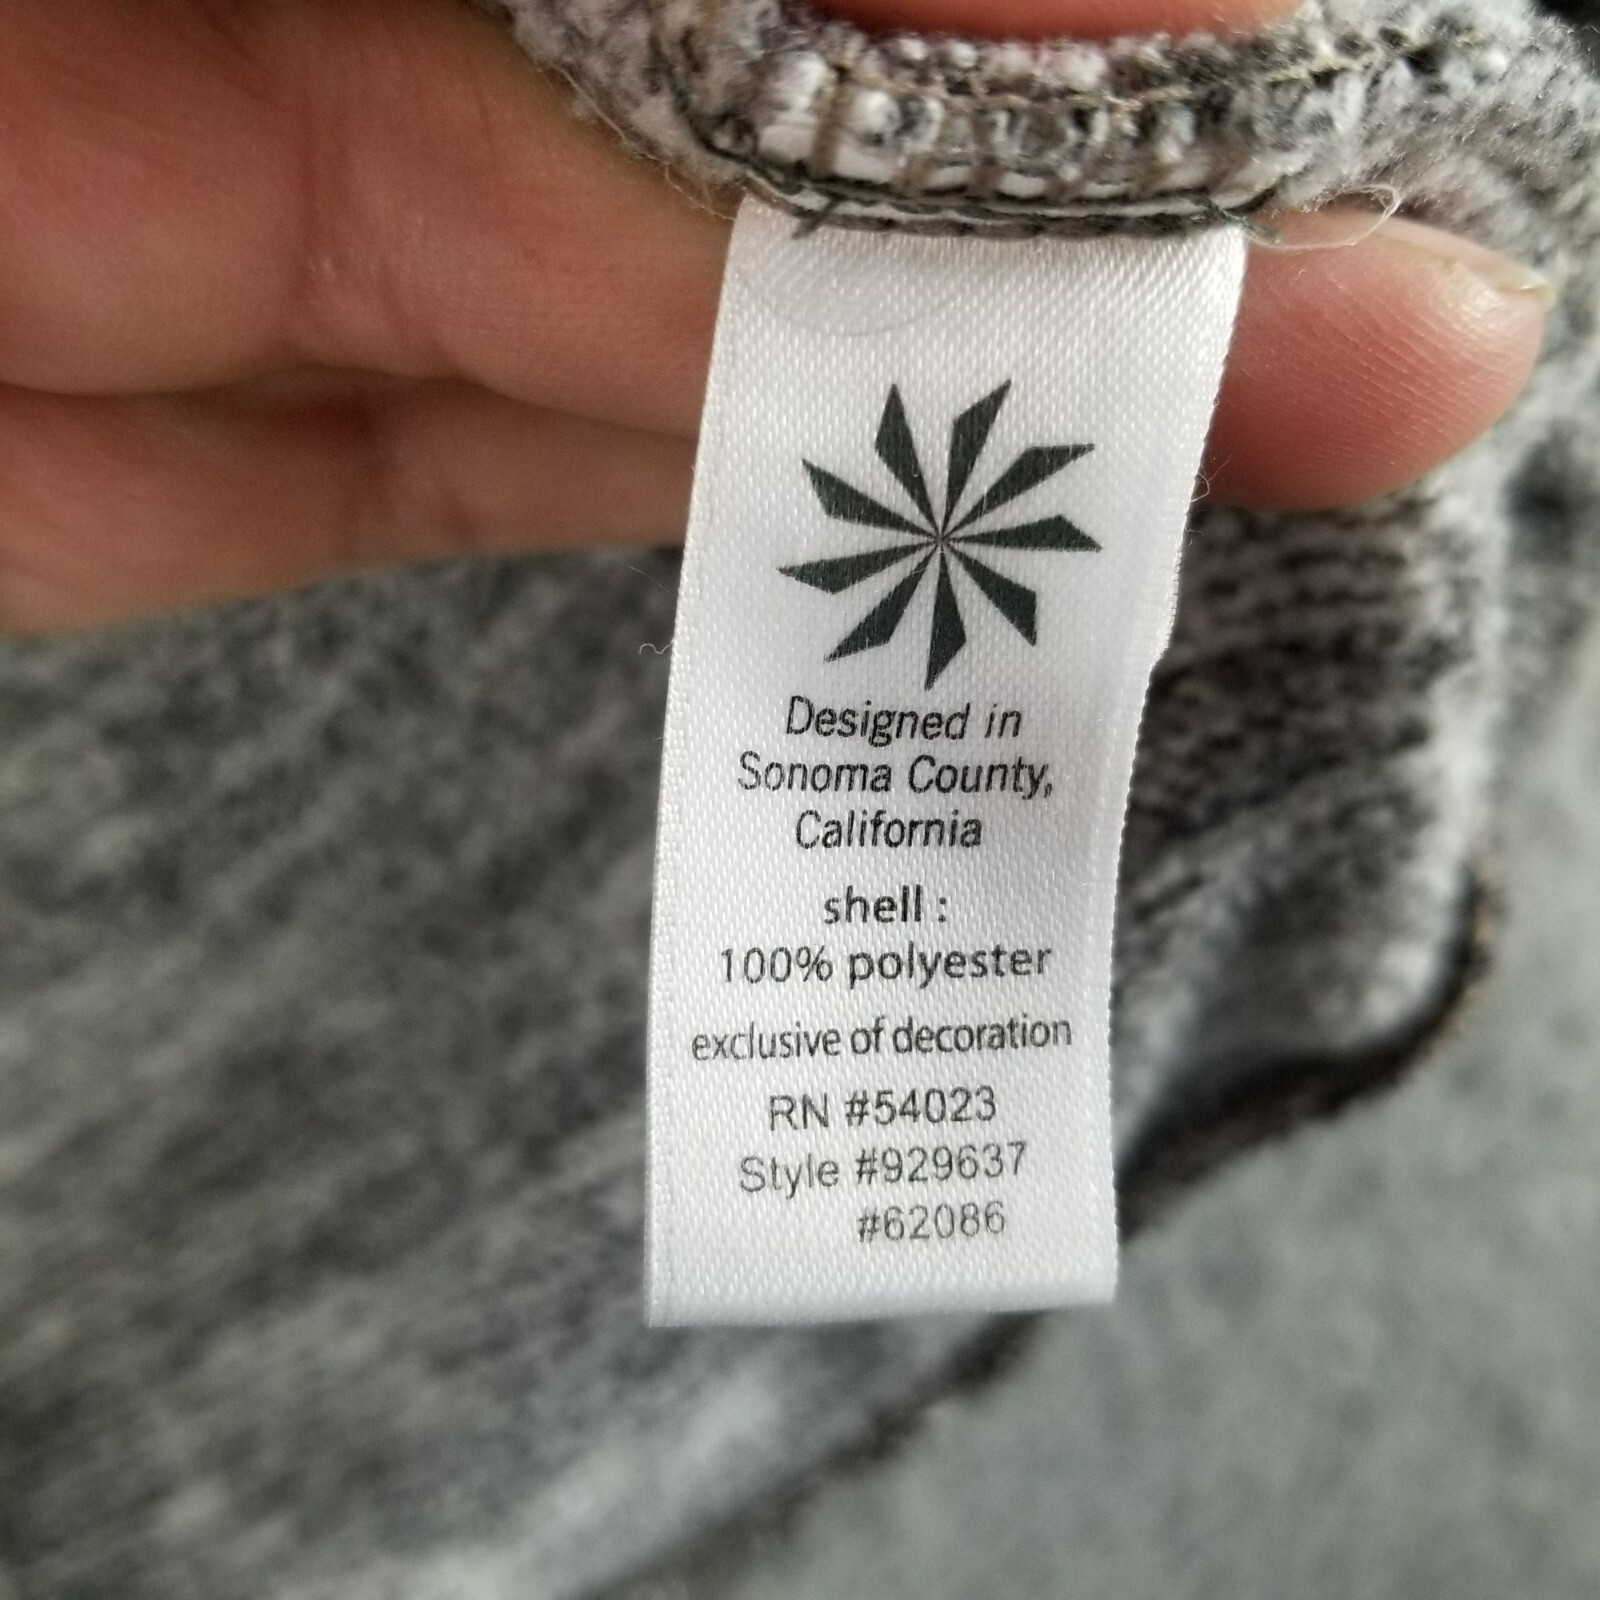 Designed in
Sonoma County,
California
shell :
100% polyester
exclusive of decoration
RN #54023
Style #929637
#62086